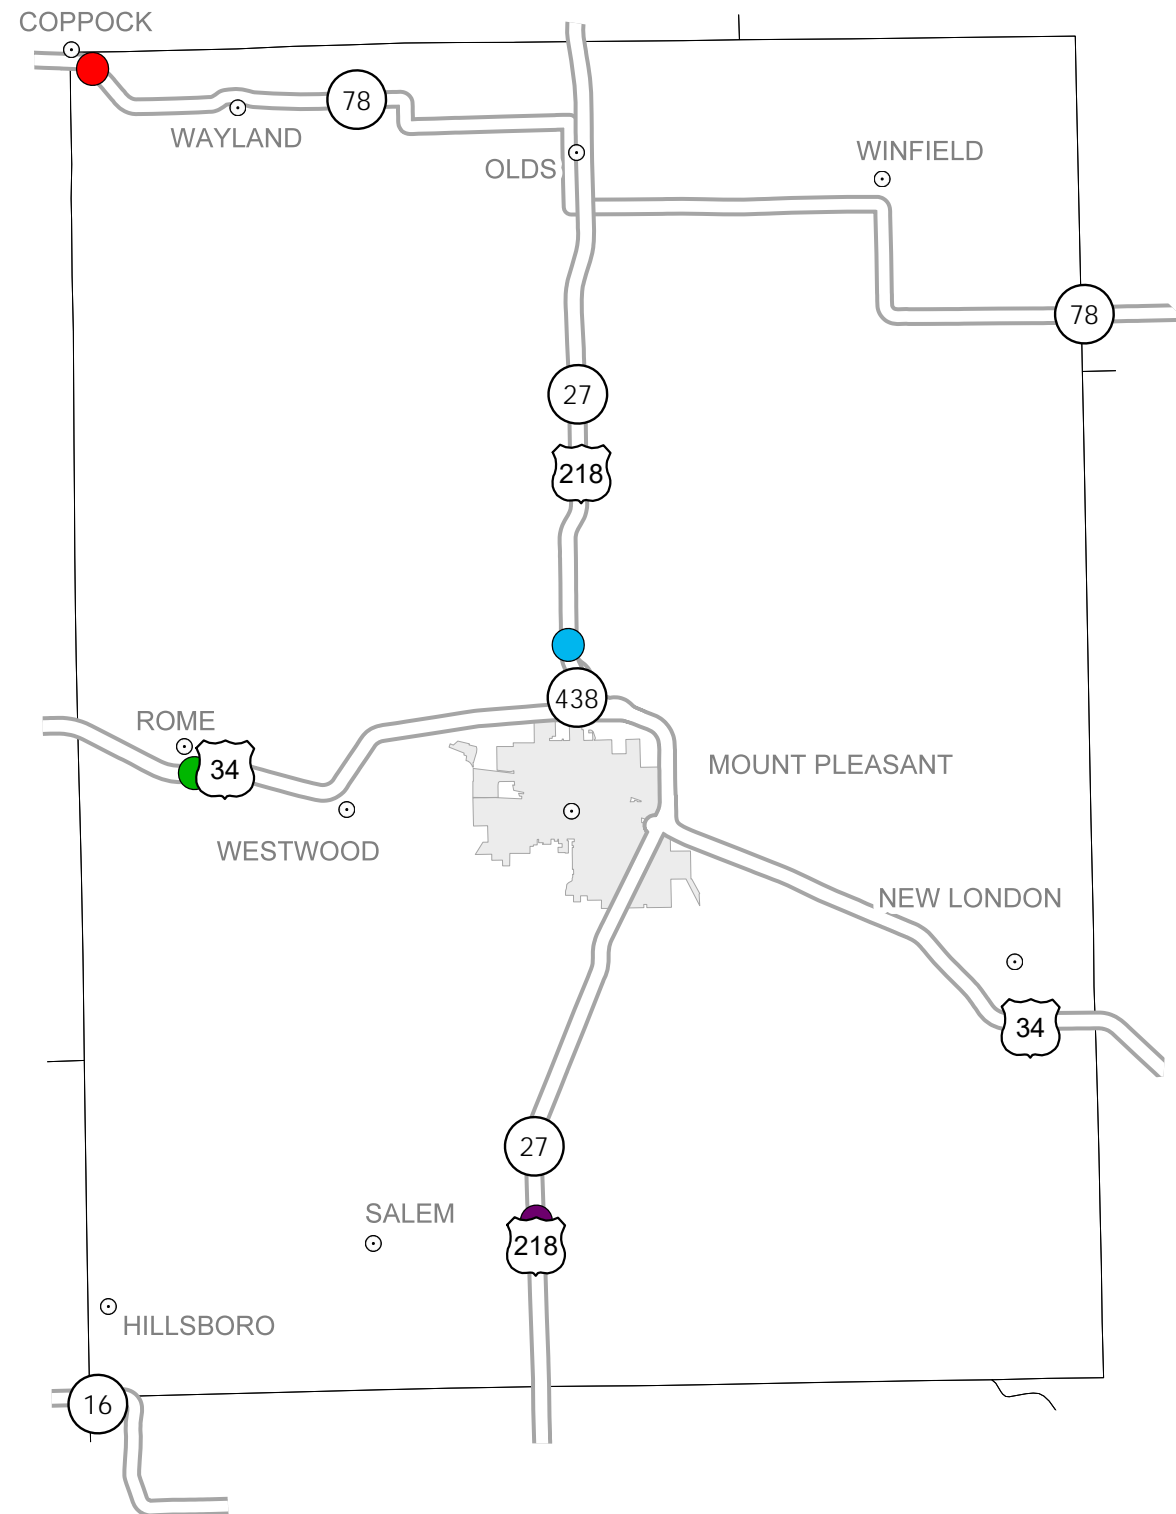 COPPOCK
78
WAYLAND
OLDS
WINFIELD
78
27
218
438
ROME
34
MOUNT PLEASANT
WESTWOOD
NEW LONDON
34
27
SALEM
218
HILLSBORO
16